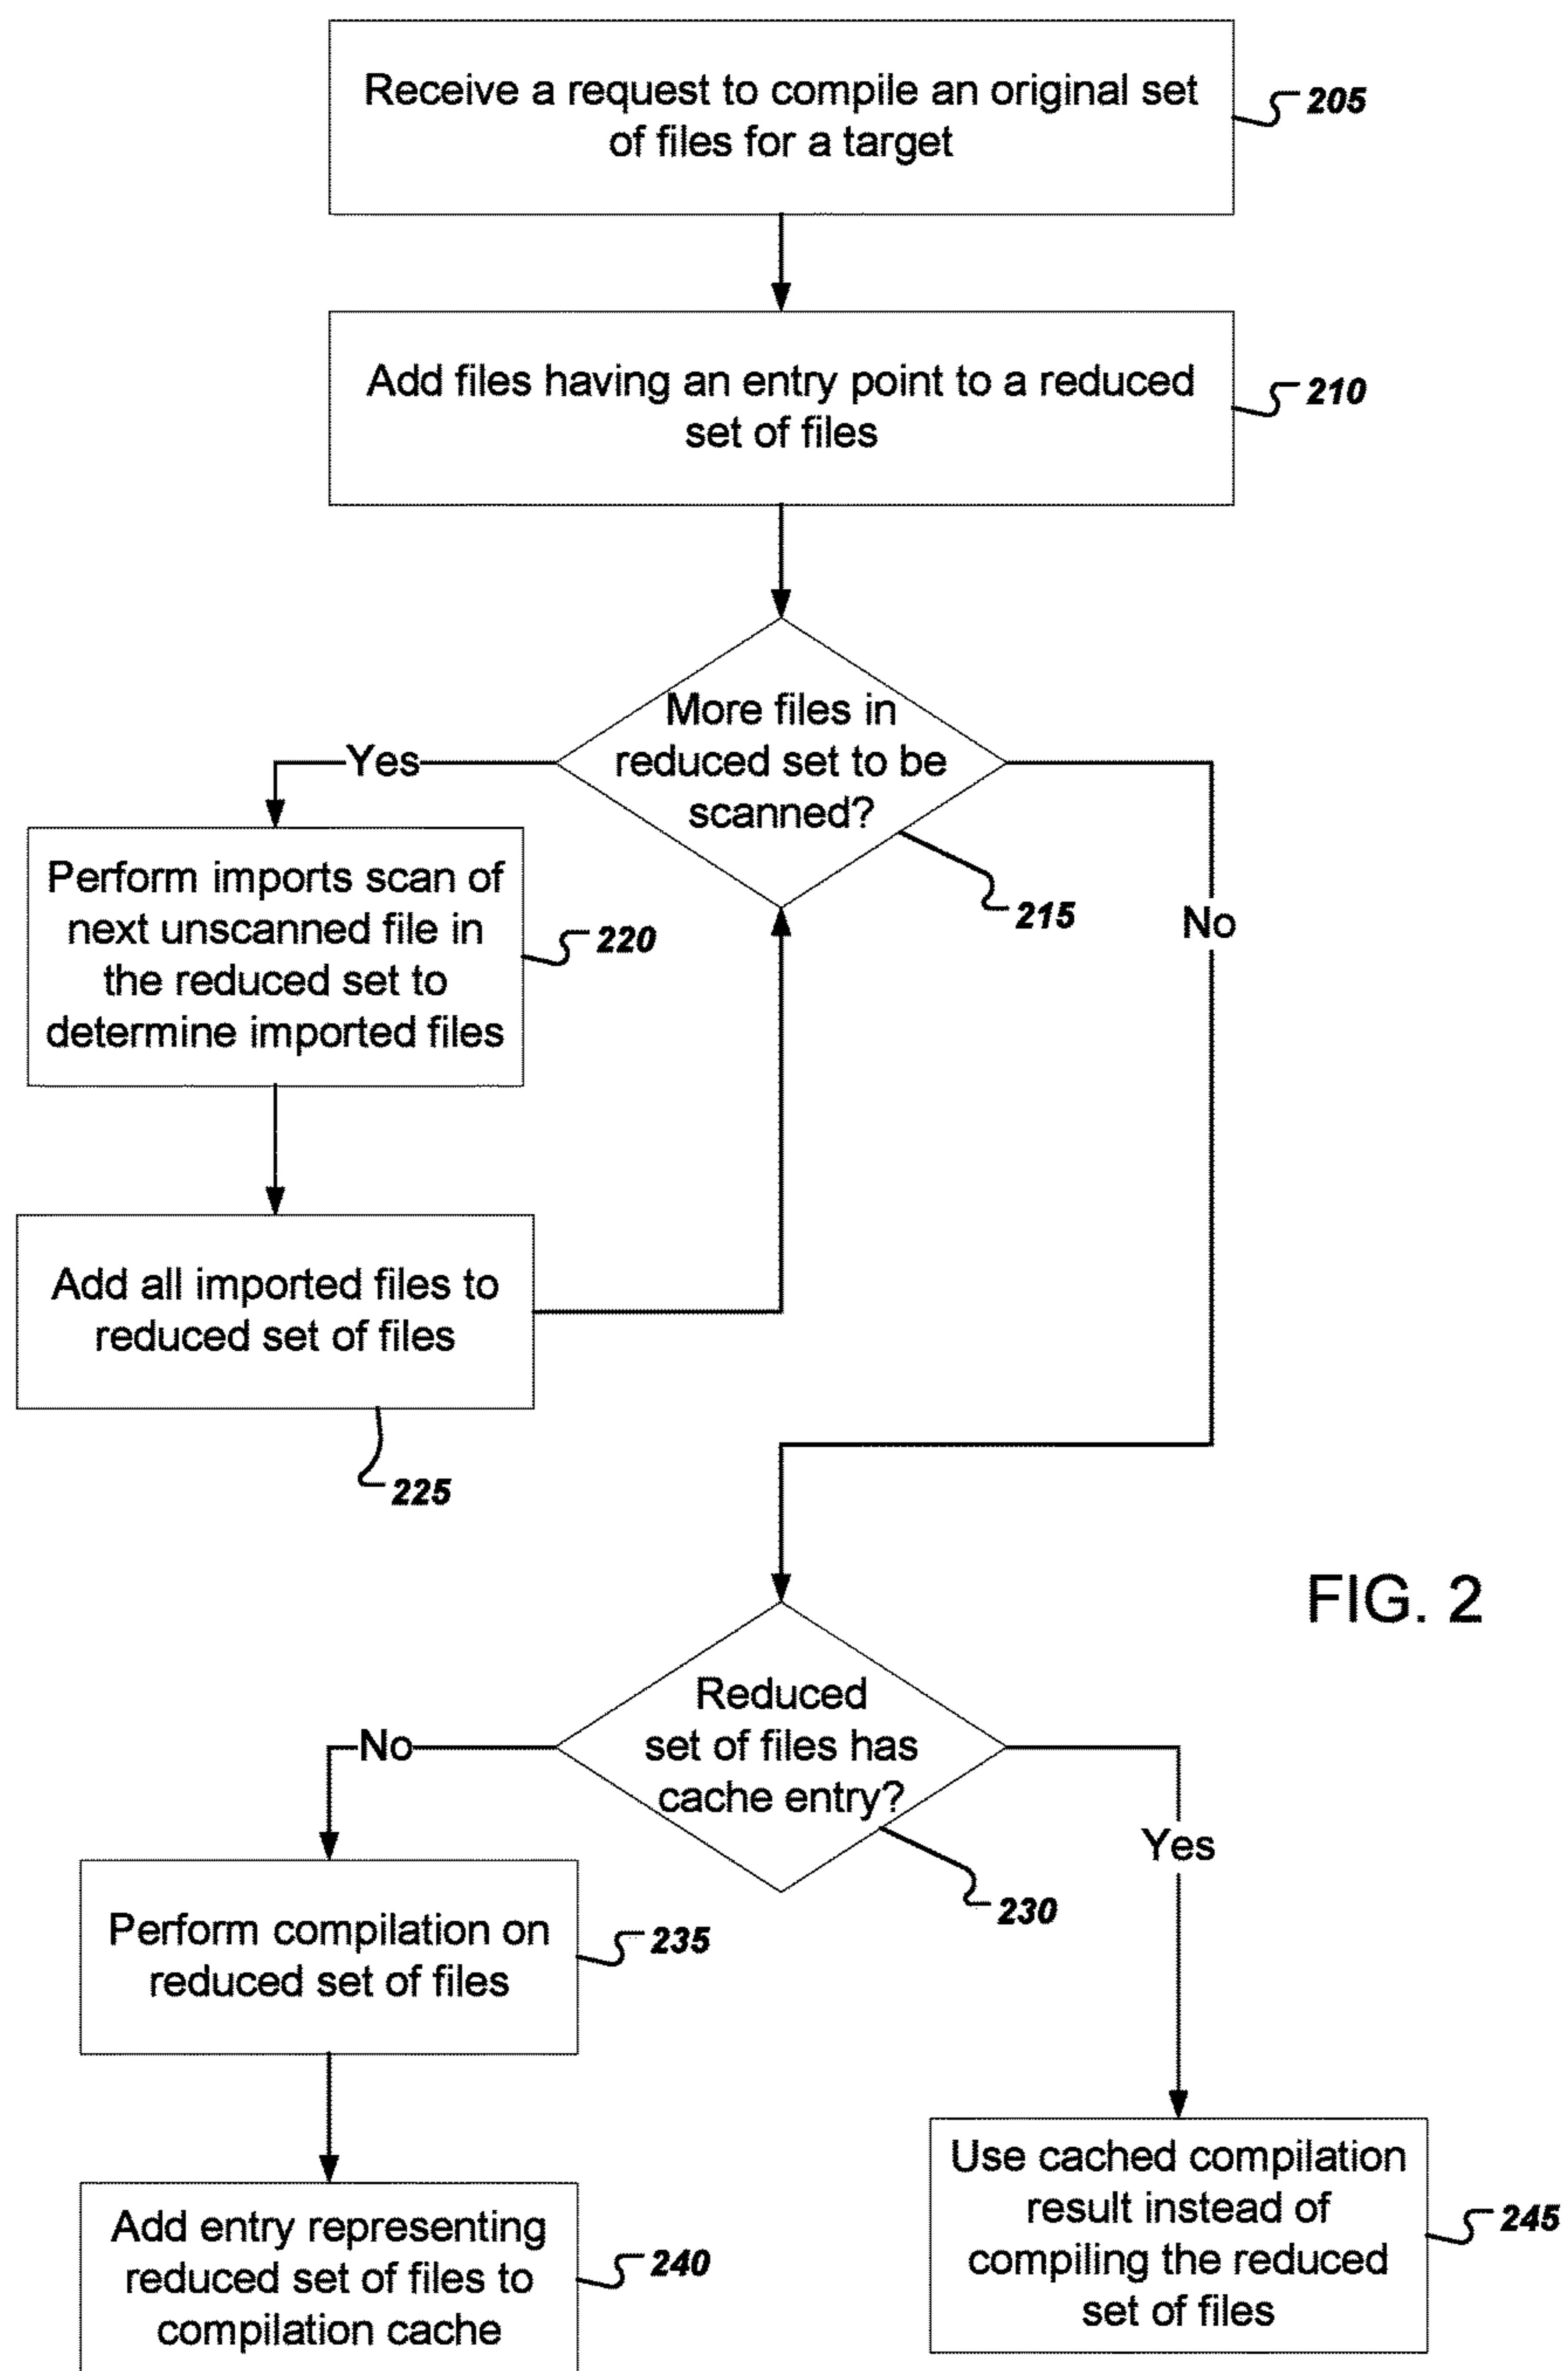 Receive a request to compile an original set
of files for a target
205
Add files having an entry point to a reduced
set of files
210
More files in
reduced set to be
scanned?
215
Yes
No
Perform imports scan of
next unscanned file in
the reduced set to
determine imported files
220
Add all imported files to
reduced set of files
225
FIG. 2
Reduced
set of files has
cache entry?
230
No
Yes
Perform compilation on
reduced set of files
235
Add entry representing
reduced set of files to
compilation cache
240
Use cached compilation
result instead of
compiling the reduced
set of files
245